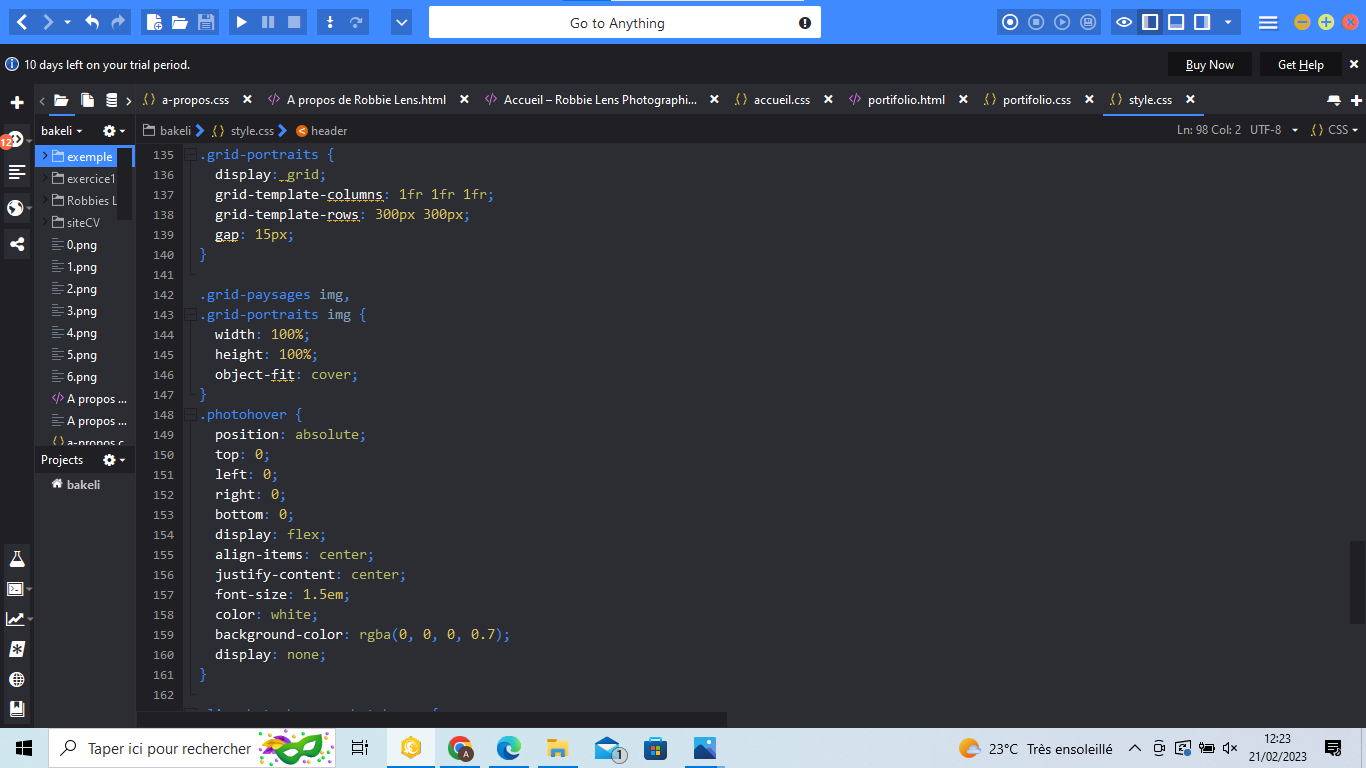 Go to Anything
10 days left on your trial period.
Buy Now
Get Help
a-propos.css
A propos de Robbie Lens.html
Accueil – Robbie Lens Photographi...
accueil.css
portifolio.html
portifolio.css
style.css
bakeli
bakeli
style.css
header
Ln: 98 Col: 2
UTF-8
CSS
12
exemple
exercice1
Robbies L
siteCV
0.png
1.png
2.png
3.png
4.png
5.png
6.png
A propos ...
A propos ...
a-propos.c
Projects
bakeli
135 .grid-portraits {
136 display: grid;
137 grid-template-columns: 1fr 1fr 1fr;
138 grid-template-rows: 300px 300px;
139 gap: 15px;
140 }
141
142 .grid-paysages img,
143 .grid-portraits img {
144 width: 100%;
145 height: 100%;
146 object-fit: cover;
147 }
148 .photohover {
149 position: absolute;
150 top: 0;
151 left: 0;
152 right: 0;
153 bottom: 0;
154 display: flex;
155 align-items: center;
156 justify-content: center;
157 font-size: 1.5em;
158 color: white;
159 background-color: rgba(0, 0, 0, 0.7);
160 display: none;
161 }
162
Taper ici pour rechercher
A
1
23°C Très ensoleillé
12:23
21/02/2023